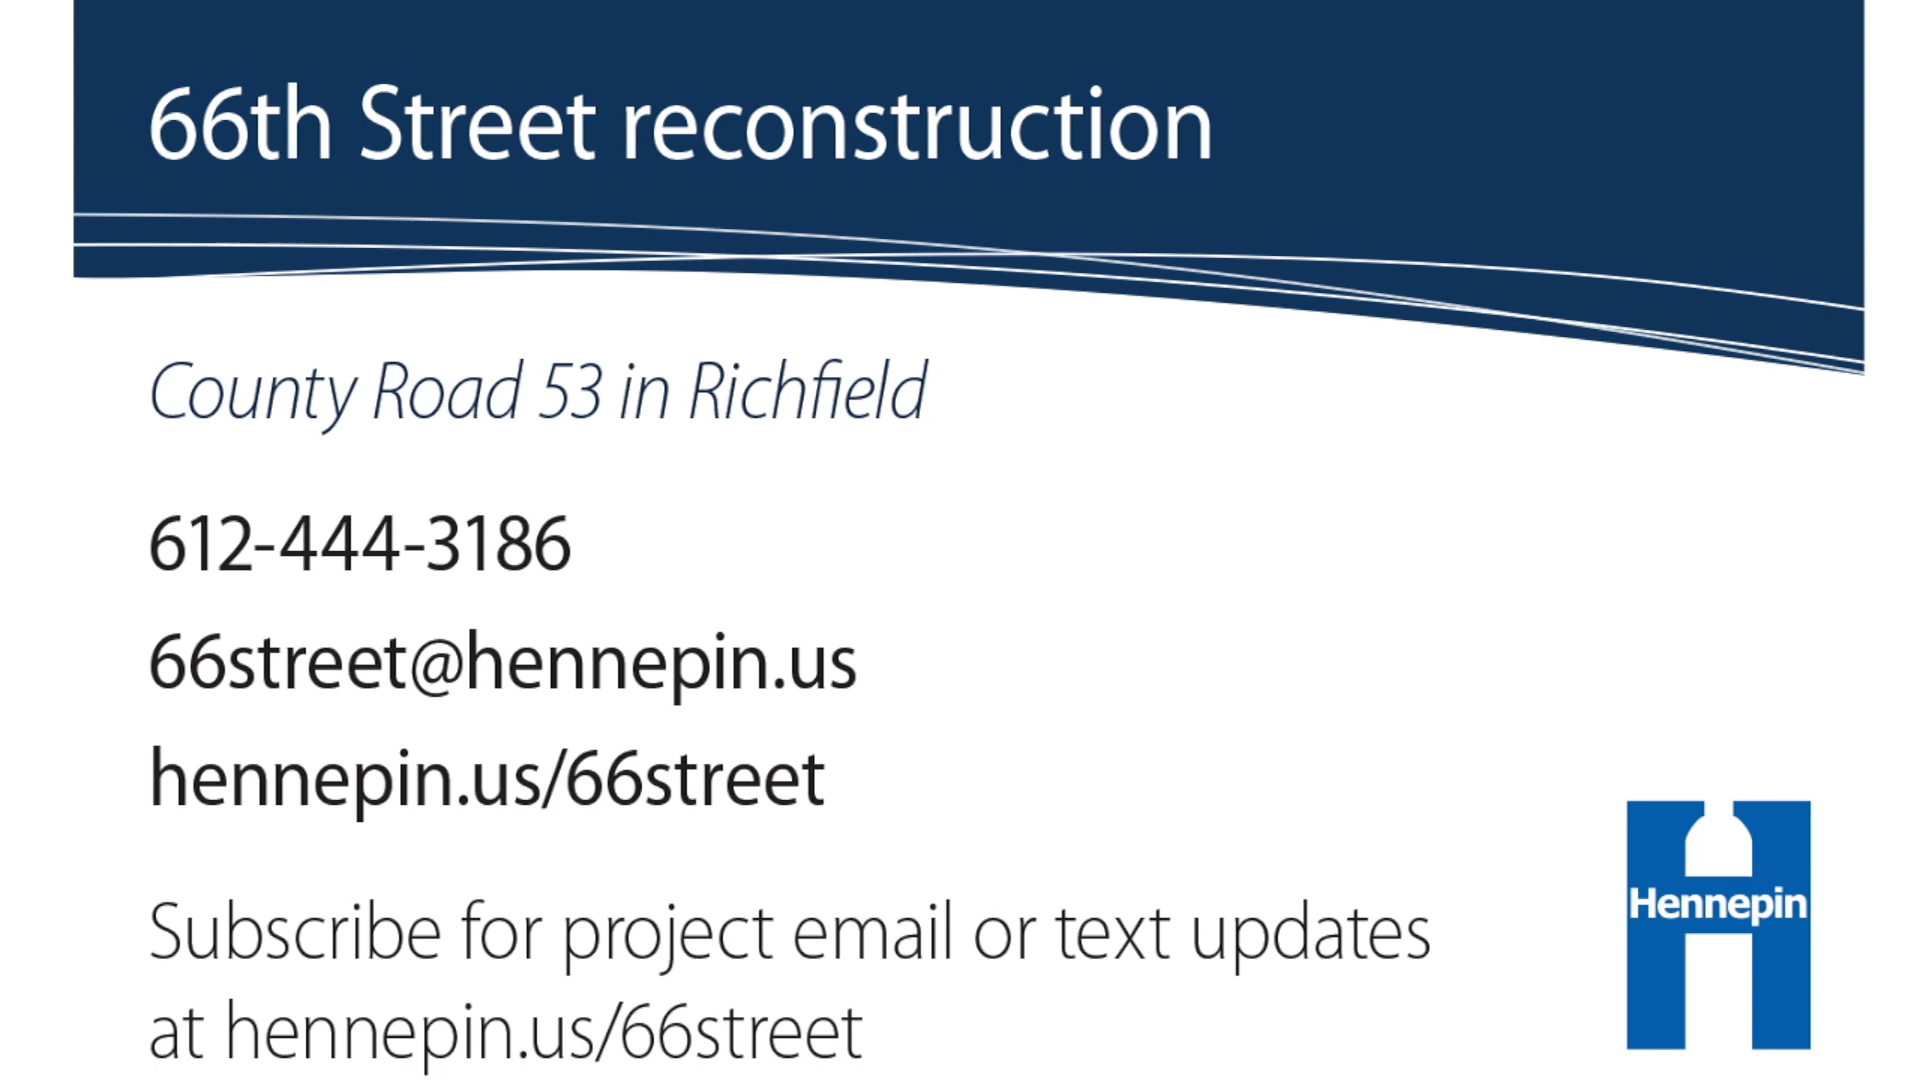 66th Street reconstruction
County Road 53 in Richfield
612-444-3186
66street@hennepin.us
hennepin.us/66street
Subscribe for project email or text updates
at hennepin.us/66street
Hennepin